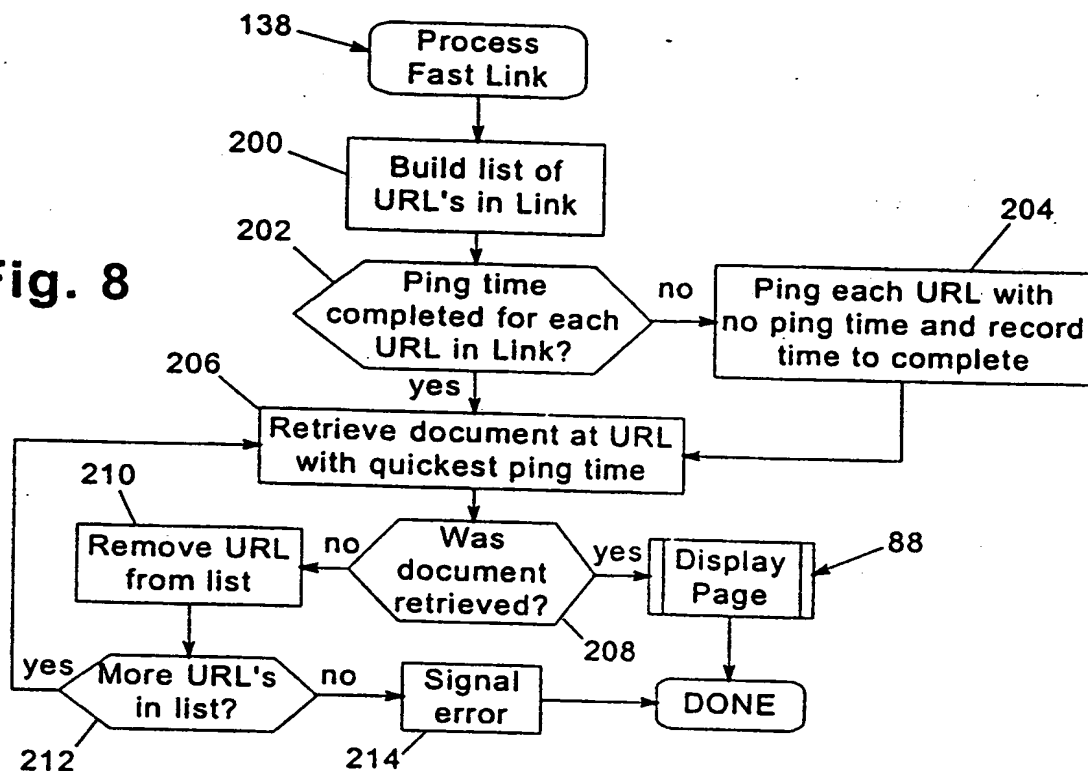 138
Process
Fast Link
200
Build list of
URL's in Link
202
204
Fig. 8
Ping time
completed for each
URL in Link?
no
Ping each URL with
no ping time and record
time to complete
yes
206
Retrieve document at URL
with quickest ping time
210
Remove URL
from list
no
Was
document
retrieved?
yes
Display
Page
88
208
yes
More URL's
in list?
no
Signal
error
DONE
212
214